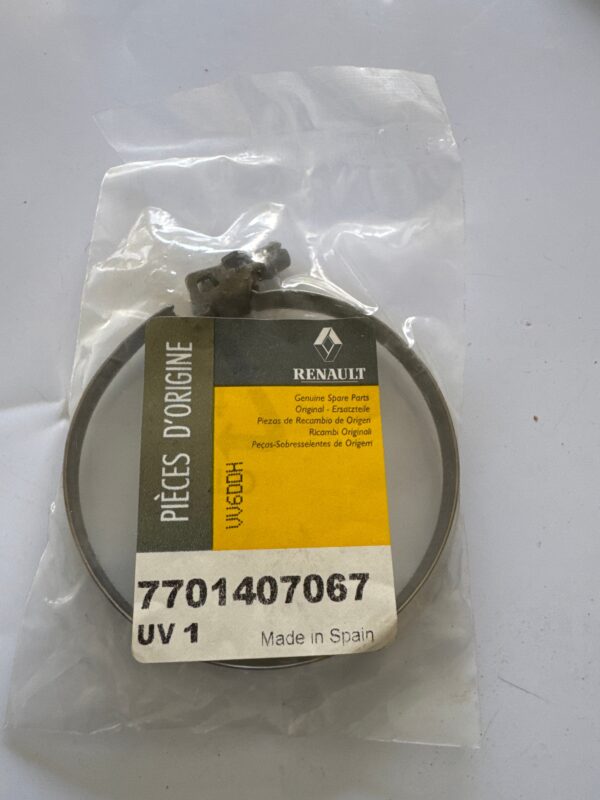 PIÈCES D'ORIGINE
RENAULT
Genuine Spare Parts
Original - Ersatzteile
Piezas de Recambio de Origen
Ricambi Originali
Peças-Sobresselentes de Origem
VV6DDH
7701407067
UV 1
Made in Spain